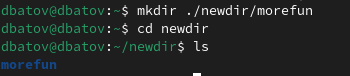 dbatov@dbatov:~$ mkdir ./newdir/morefun
dbatov@dbatov:~$ cd newdir
dbatov@dbatov:~/newdir$ ls
morefun